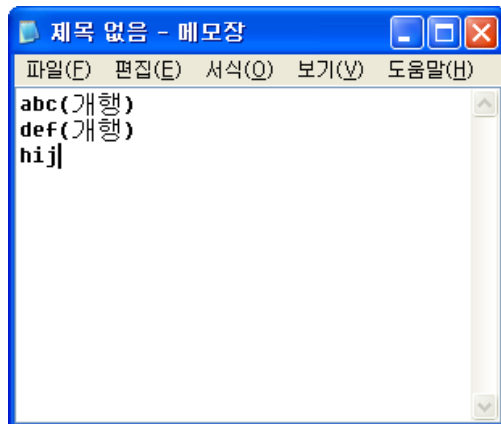 제목 없음 - 메모장
파일(F) 편집(E) 서식(O) 보기(V) 도움말(H)
abc(개행)
def(개행)
hij